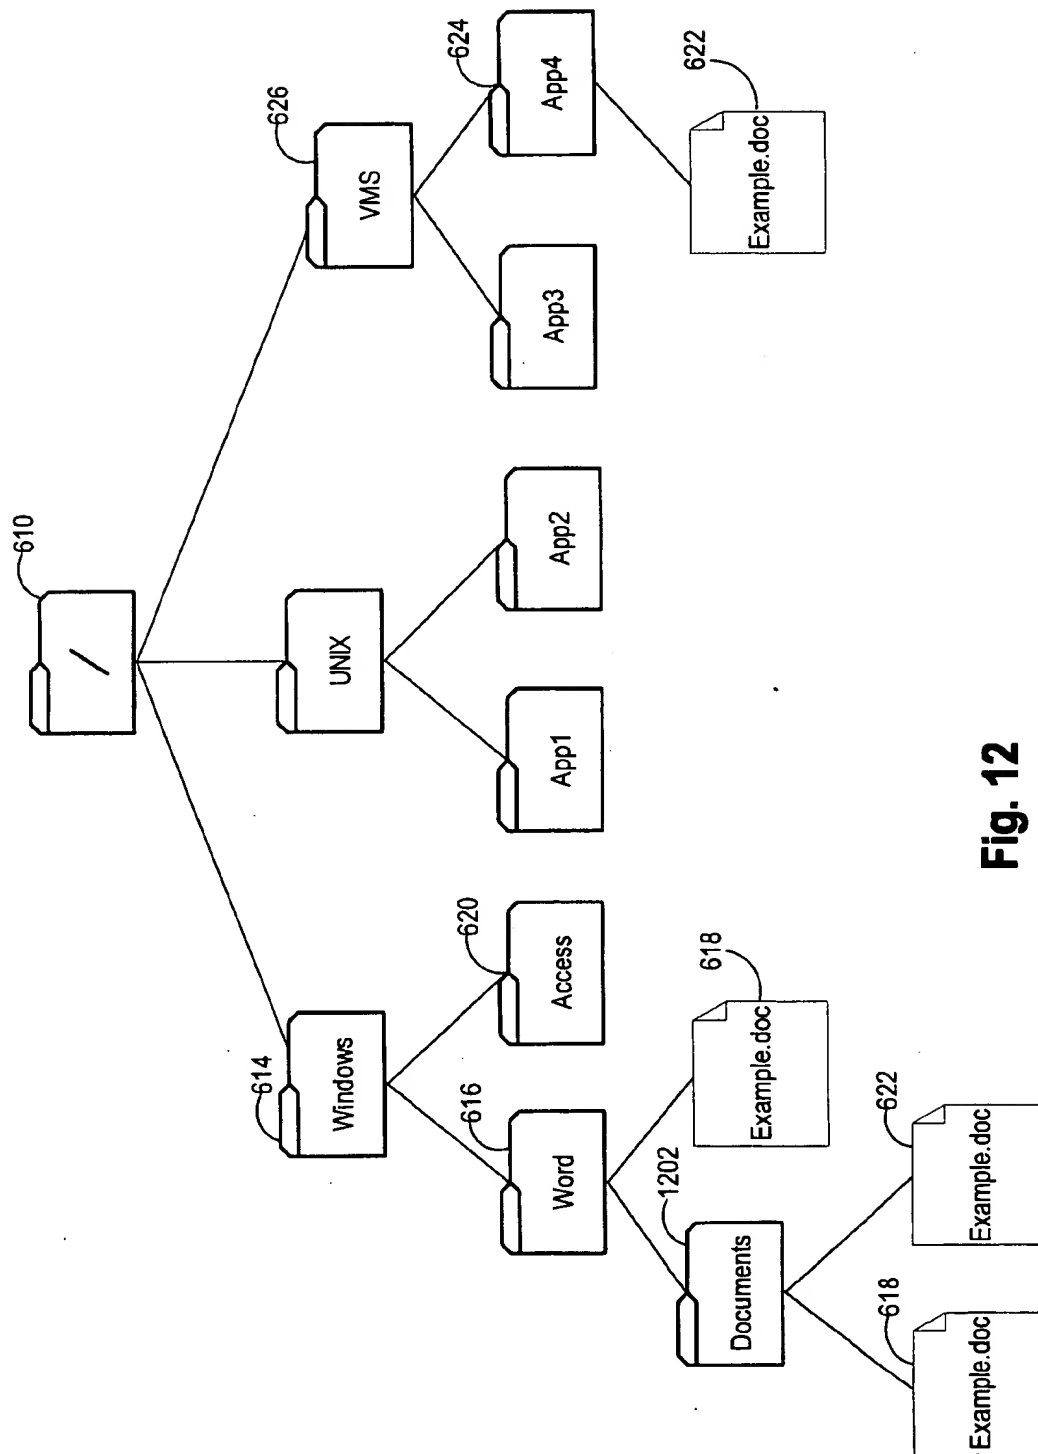 /
610
Windows
614
UNIX
VMS
626
Word
616
Access
620
App1
App2
App3
App4
624
Documents
1202
Example.doc
618
Example.doc
622
Example.doc
618
Example.doc
622
Fig. 12